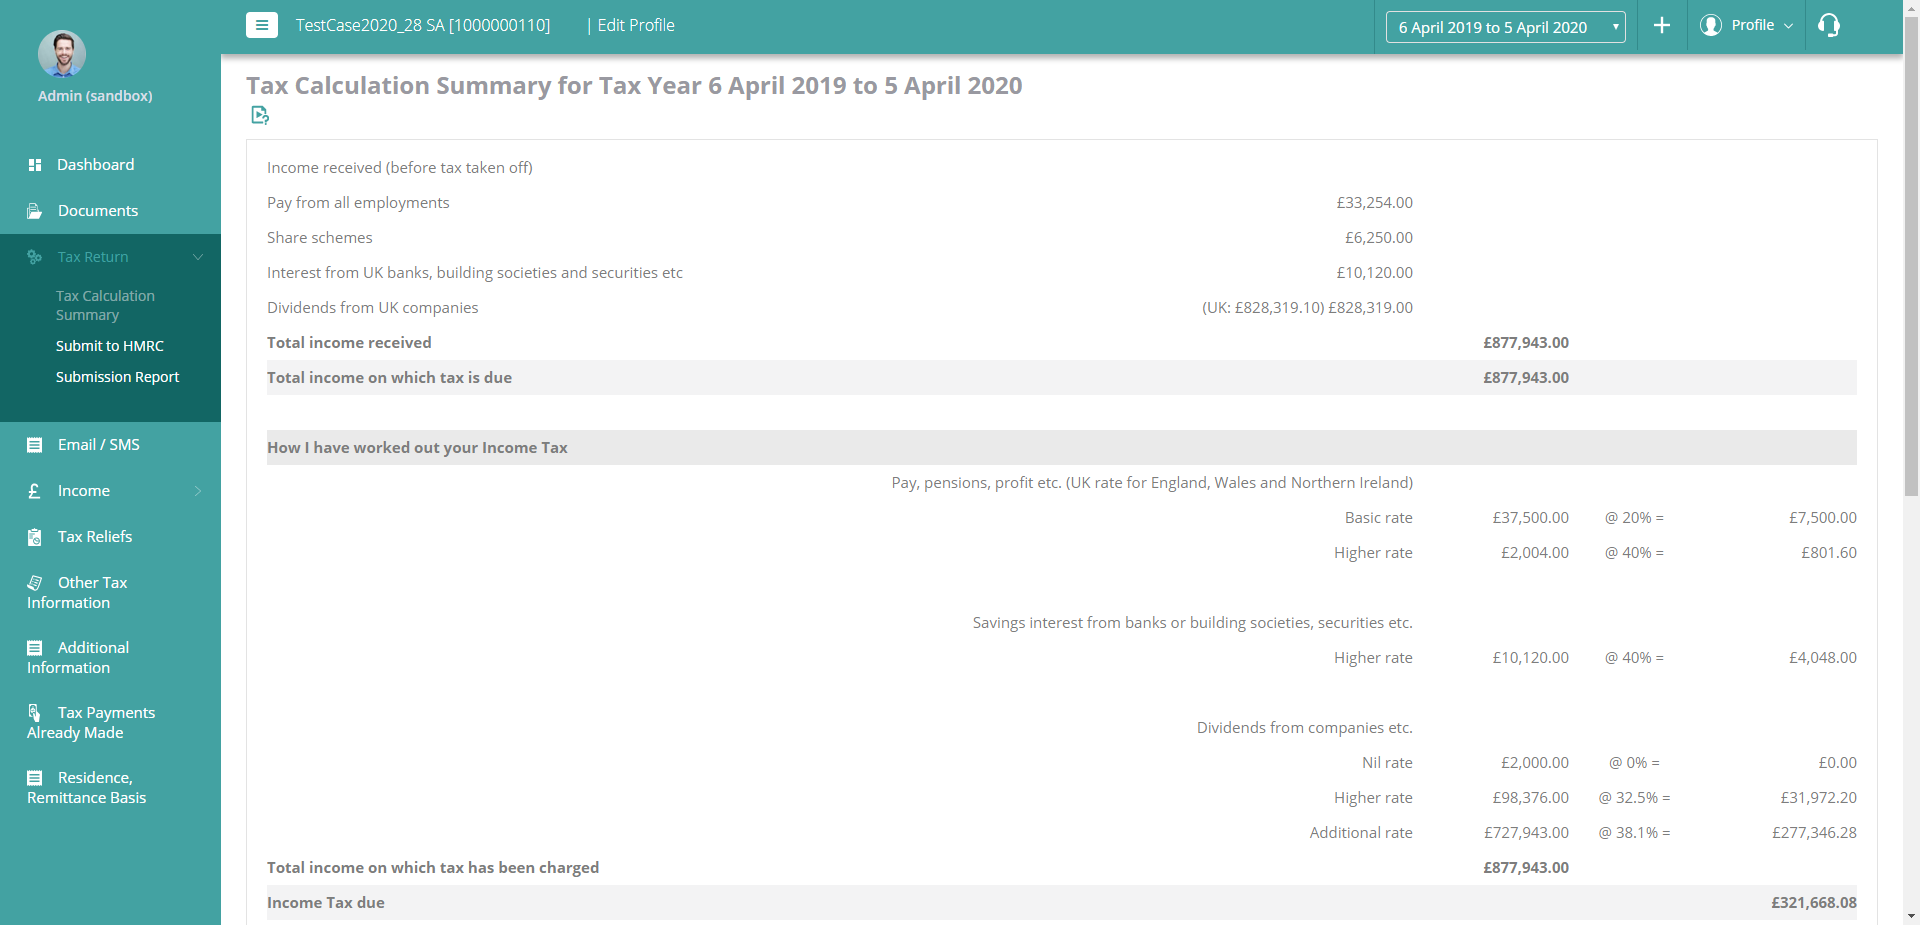 TestCase2020_28 SA [1000000110] | Edit Profile
6 April 2019 to 5 April 2020
Profile
Admin (sandbox)
Dashboard
Documents
Tax Return
Tax Calculation
Summary
Submit to HMRC
Submission Report
Email / SMS
£ Income
Tax Reliefs
Other Tax
Information
Additional
Information
Tax Payments
Already Made
Residence,
Remittance Basis
Tax Calculation Summary for Tax Year 6 April 2019 to 5 April 2020
Income received (before tax taken off)
Pay from all employments £33,254.00
Share schemes £6,250.00
Interest from UK banks, building societies and securities etc £10,120.00
Dividends from UK companies (UK: £828,319.10) £828,319.00
Total income received £877,943.00
Total income on which tax is due £877,943.00
How I have worked out your Income Tax
Pay, pensions, profit etc. (UK rate for England, Wales and Northern Ireland)
Basic rate £37,500.00 @ 20% = £7,500.00
Higher rate £2,004.00 @ 40% = £801.60
Savings interest from banks or building societies, securities etc.
Higher rate £10,120.00 @ 40% = £4,048.00
Dividends from companies etc.
Nil rate £2,000.00 @ 0% = £0.00
Higher rate £98,376.00 @ 32.5% = £31,972.20
Additional rate £727,943.00 @ 38.1% = £277,346.28
Total income on which tax has been charged £877,943.00
Income Tax due £321,668.08